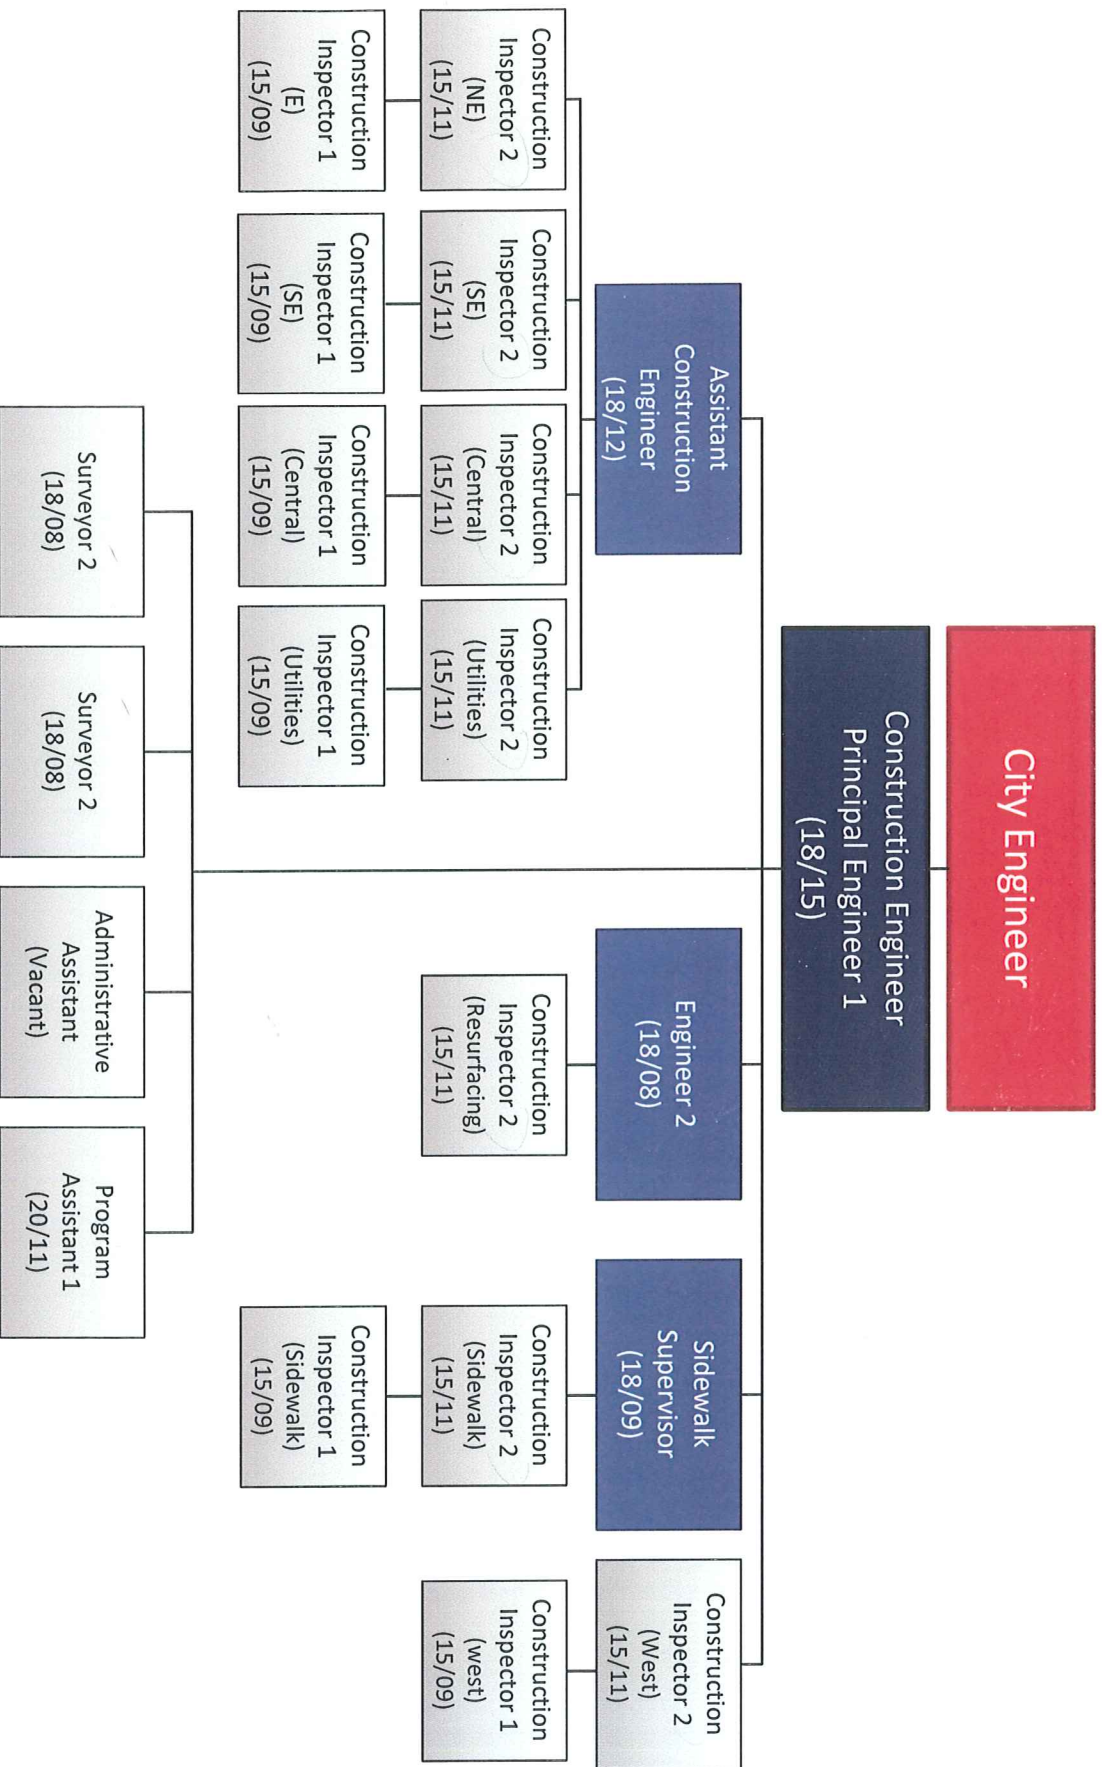 City Engineer
Construction Engineer
Principal Engineer 1
(18/15)
Assistant
Construction
Engineer
(18/12)
Engineer 2
(18/08)
Sidewalk
Supervisor
(18/09)
Construction
Inspector 2
(West)
(15/11)
Construction
Inspector 2
(NE)
(15/11)
Construction
Inspector 2
(SE)
(15/11)
Construction
Inspector 2
(Central)
(15/11)
Construction
Inspector 2
(Utilities)
(15/11)
Construction
Inspector 2
(Resurfacing)
(15/11)
Construction
Inspector 2
(Sidewalk)
(15/11)
Construction
Inspector 1
(west)
(15/09)
Construction
Inspector 1
(E)
(15/09)
Construction
Inspector 1
(SE)
(15/09)
Construction
Inspector 1
(Central)
(15/09)
Construction
Inspector 1
(Utilities)
(15/09)
Construction
Inspector 1
(Sidewalk)
(15/09)
Surveyor 2
(18/08)
Surveyor 2
(18/08)
Administrative
Assistant
(Vacant)
Program
Assistant 1
(20/11)